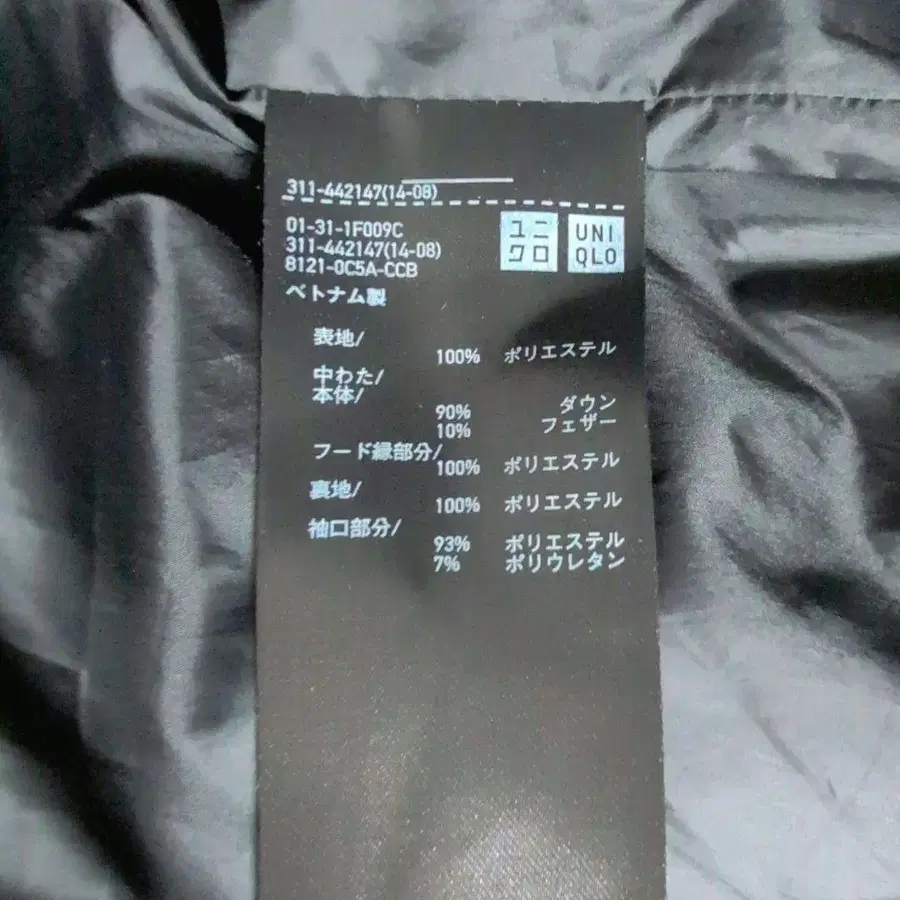 311-442147(14-08)
01-31-1F009C
311-442147(14-08)
8121-0C5A-CCB
ユニ
クロ
UNI
QLO
ベトナム製
表地/
100% ポリエステル
中わた/
本体/
90% ダウン
10% フェザー
フード縁部分/
100% ポリエステル
裏地/
100% ポリエステル
袖口部分/
93% ポリエステル
7% ポリウレタン